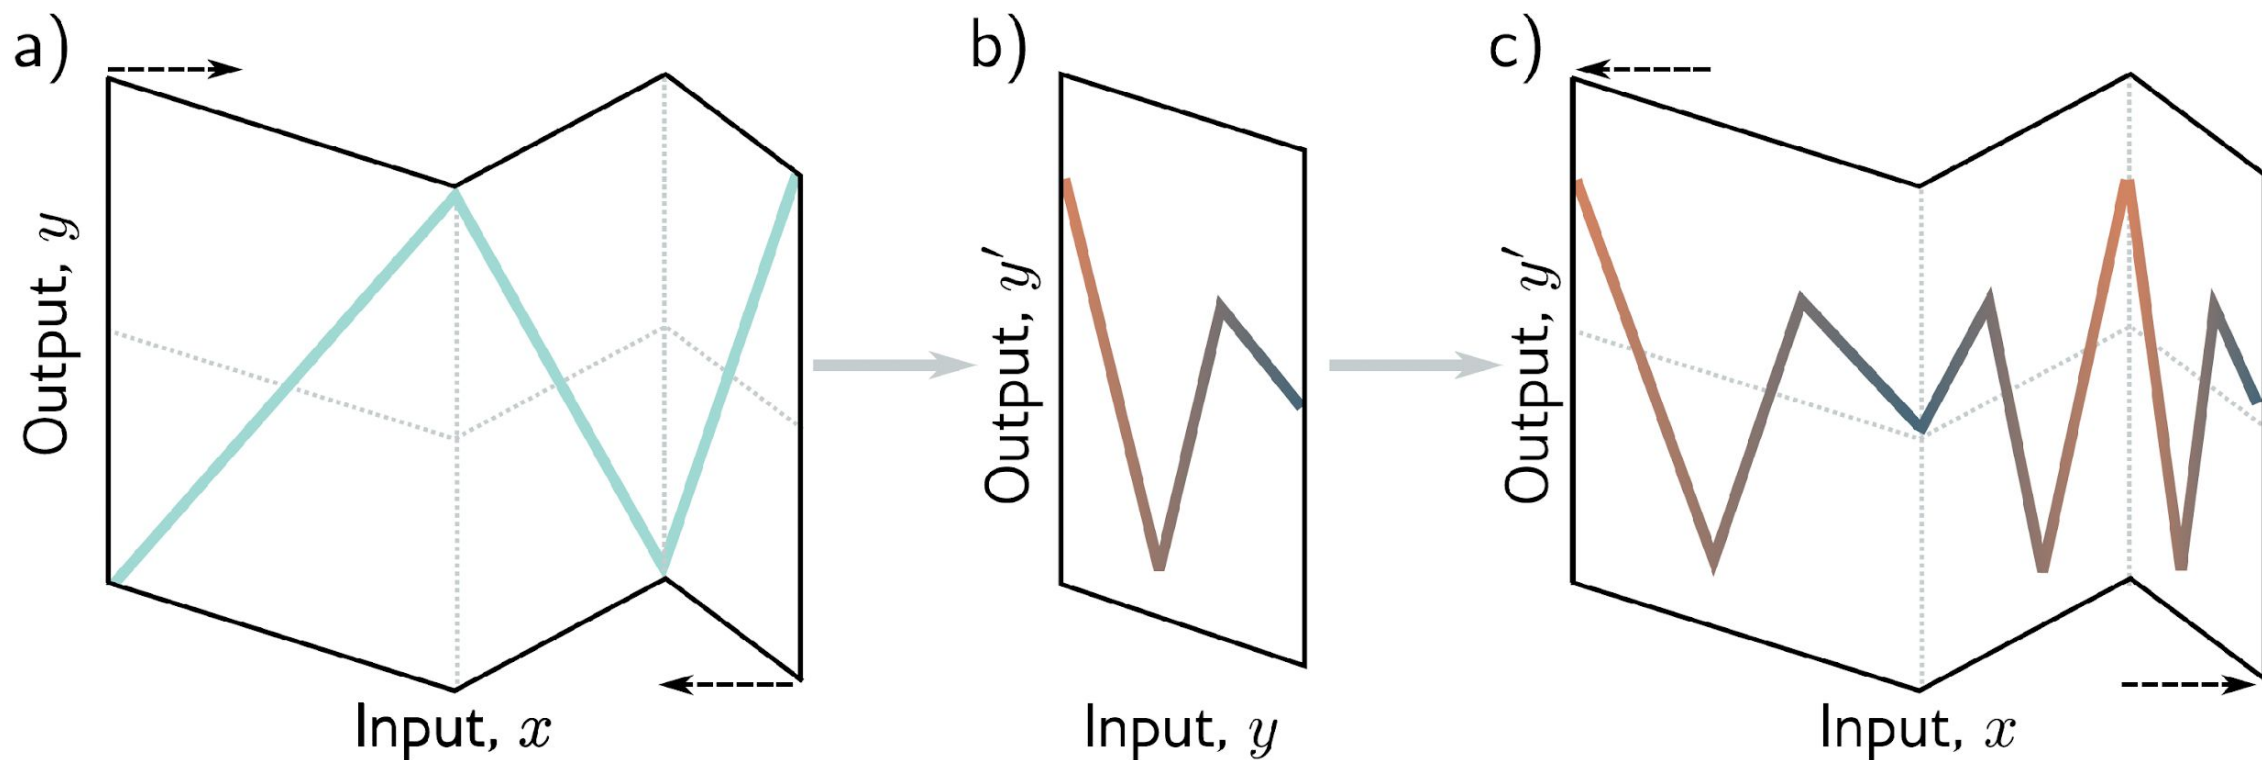 a)
Output, y
Input, x
b)
Output, y′
Input, y
c)
Output, y′
Input, x